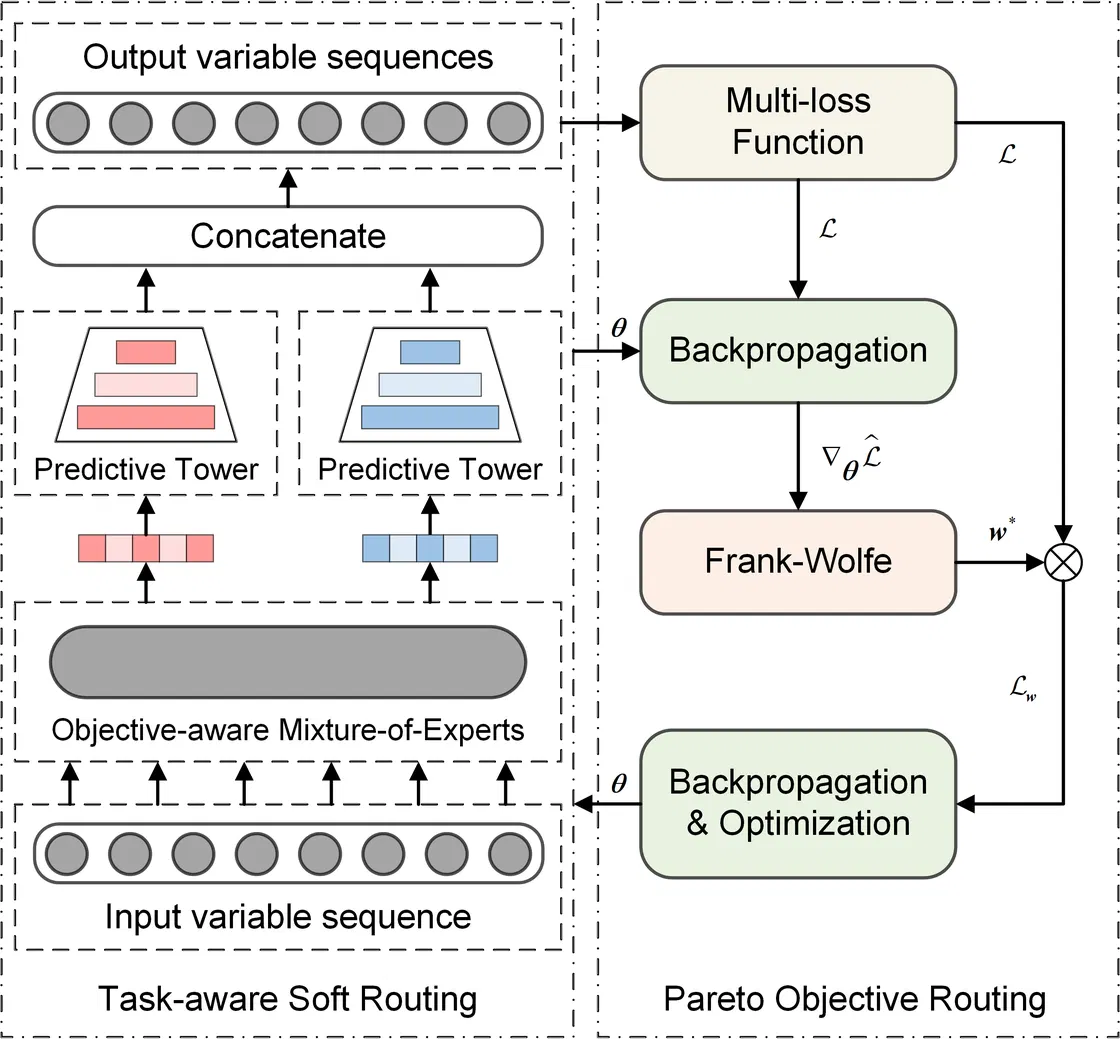 Output variable sequences
Concatenate
Predictive Tower
Predictive Tower
Objective-aware Mixture-of-Experts
Input variable sequence
Task-aware Soft Routing
Multi-loss
Function
ℒ
ℒ
θ
Backpropagation
∇θ ℒ̂
Frank-Wolfe
w*
ℒw
θ
Backpropagation
& Optimization
Pareto Objective Routing